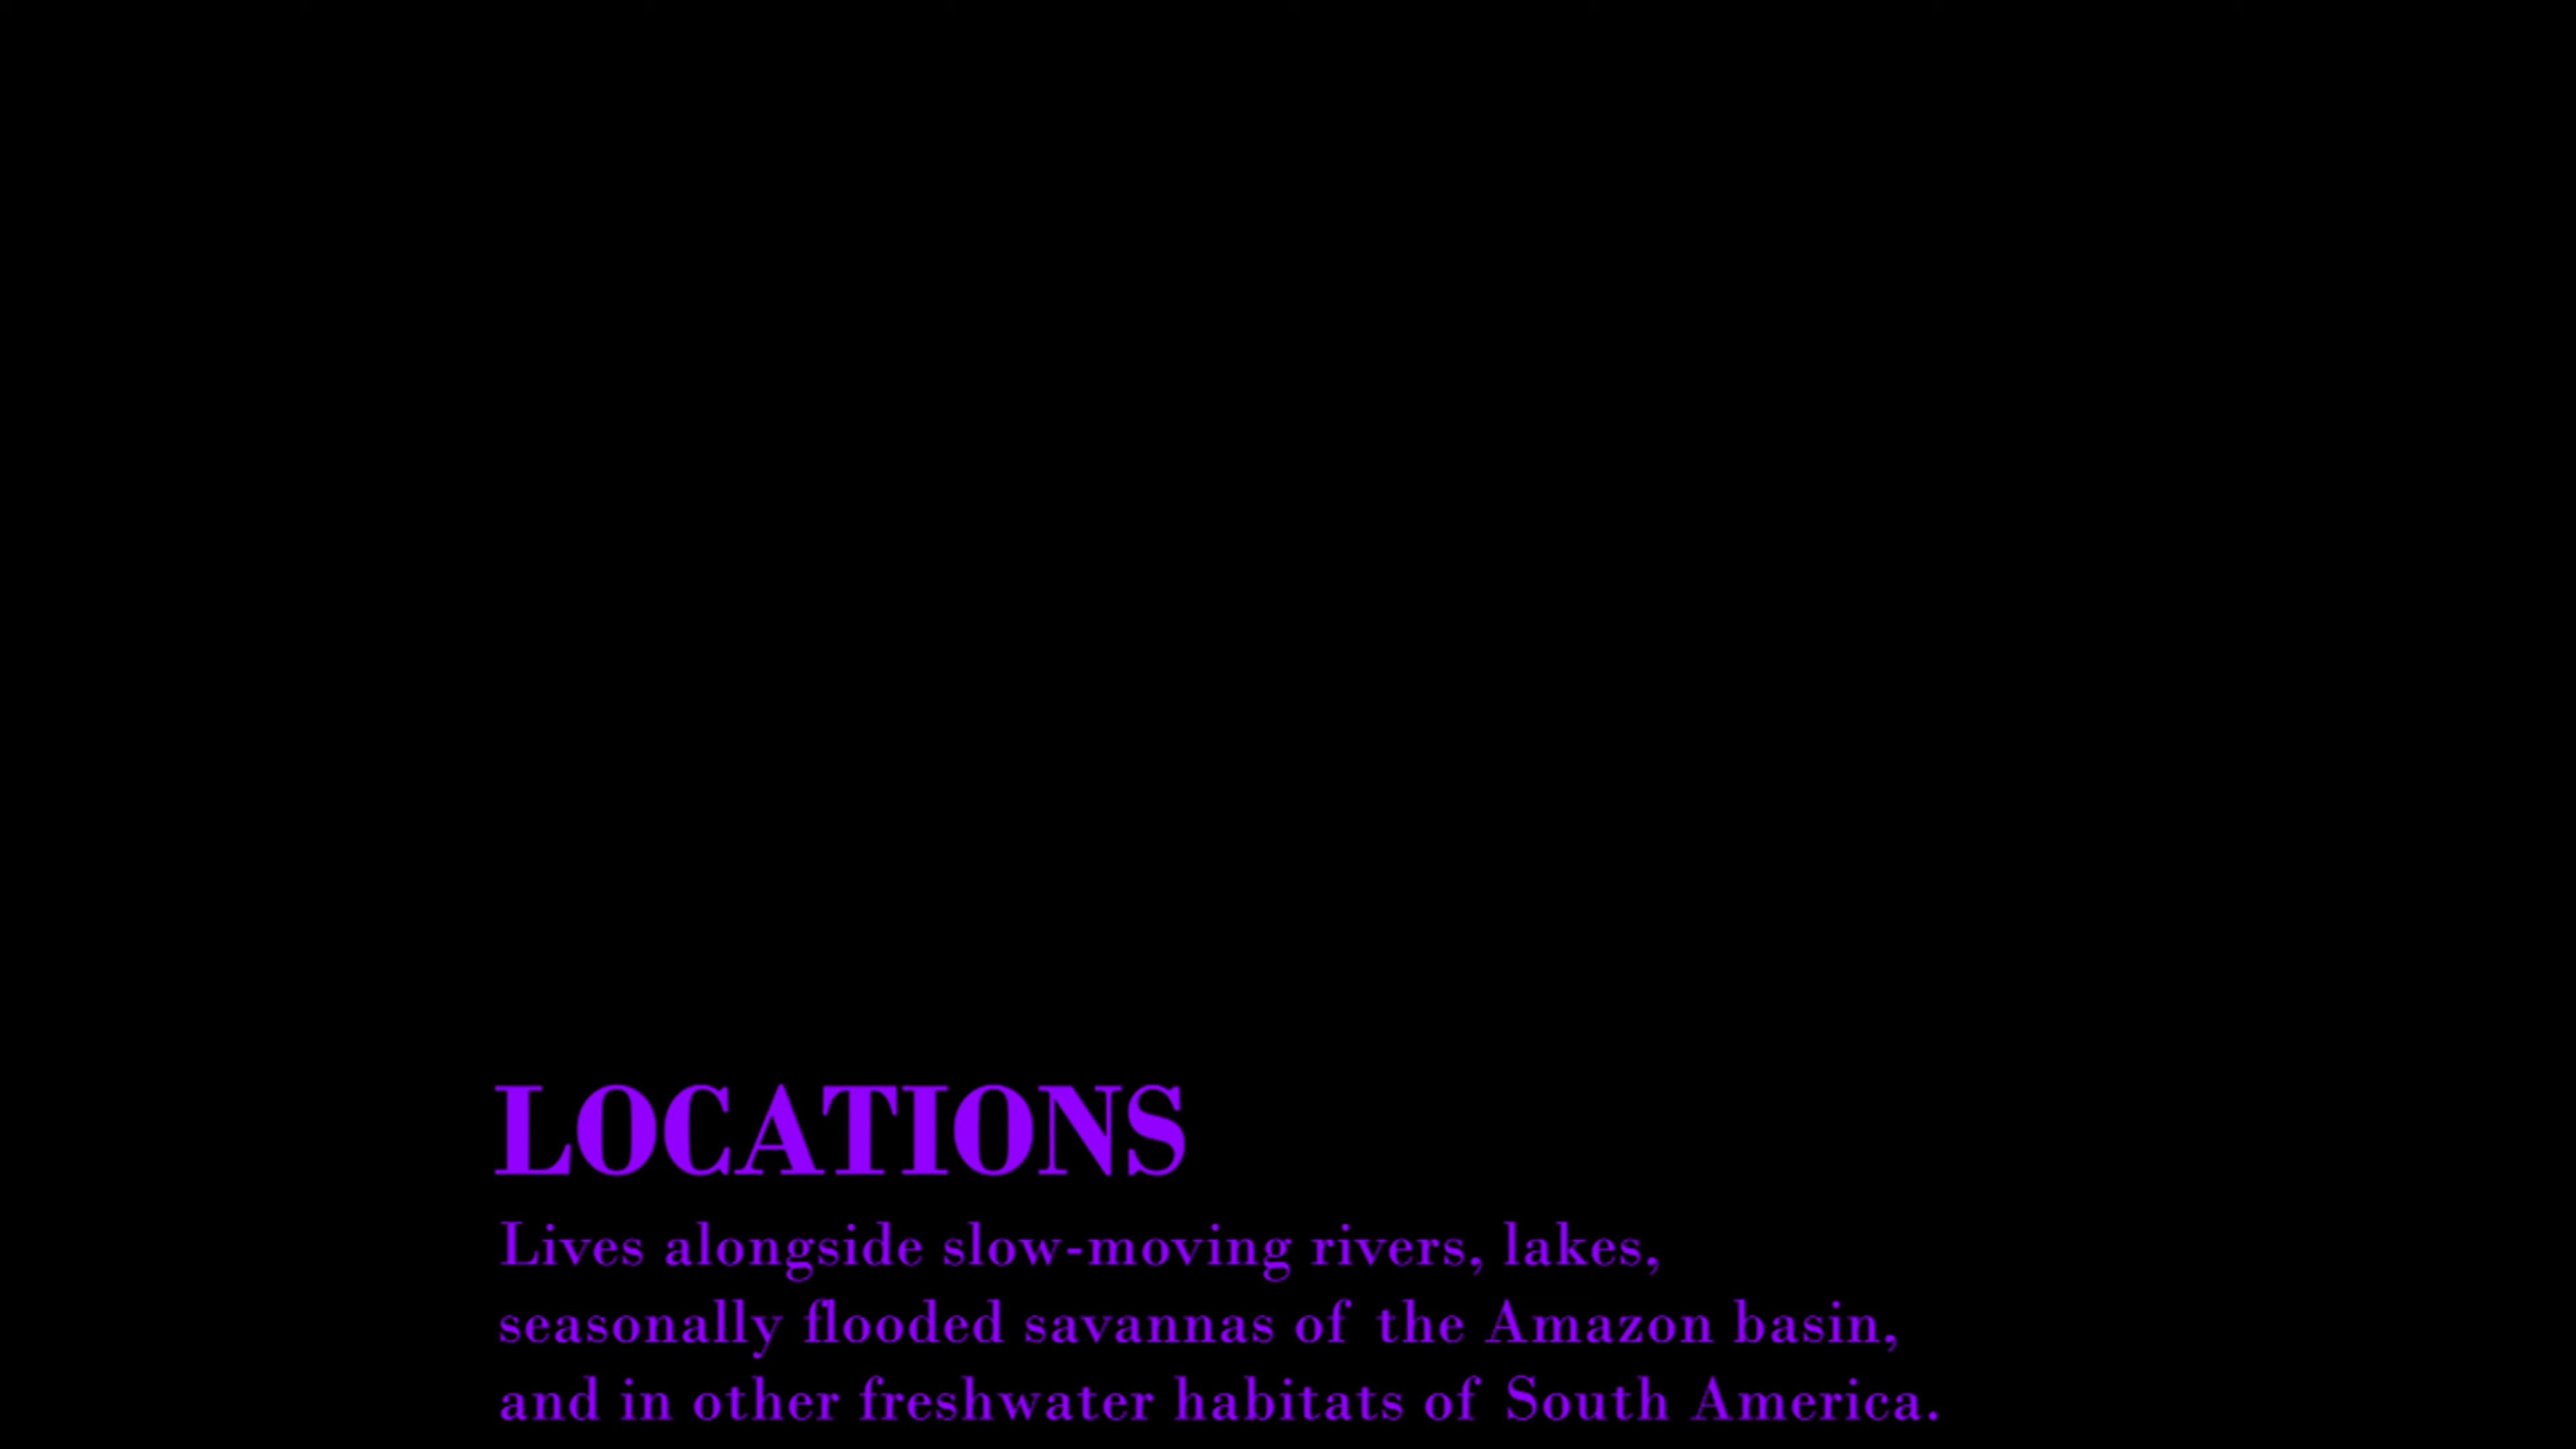 LOCATIONS
Lives alongside slow-moving rivers, lakes,
seasonally flooded savannas of the Amazon basin,
and in other freshwater habitats of South America.